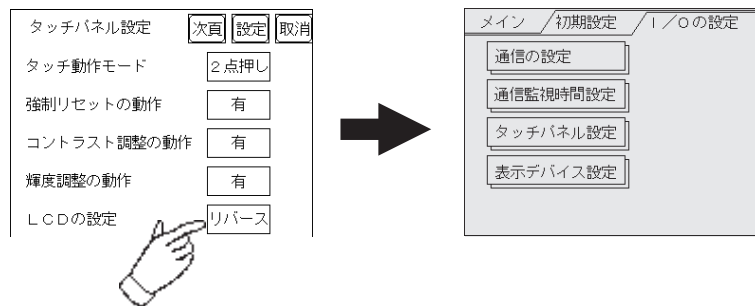 タッチパネル設定 次頁 設定 取消
タッチ動作モード 2点押し
強制リセットの動作 有
コントラスト調整の動作 有
輝度調整の動作 有
LCDの設定 リバース
メイン / 初期設定 / I/Oの設定
通信の設定
通信監視時間設定
タッチパネル設定
表示デバイス設定